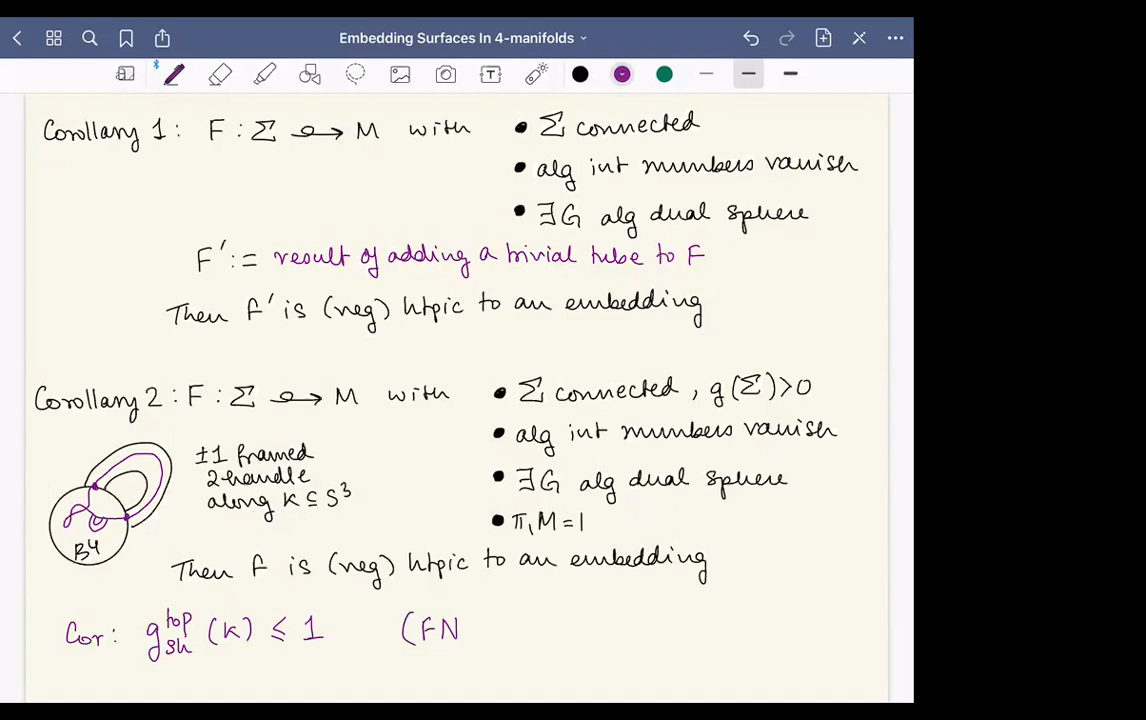 Embedding Surfaces In 4-manifolds
Corollary 1: F: Σ ↬ M with • Σ connected
• alg int numbers vanish
• ∃G alg dual sphere
F' := result of adding a trivial tube to F
Then F' is (reg) htpic to an embedding
Corollary 2: F: Σ ↬ M with • Σ connected, g(Σ)>0
• alg int numbers vanish
• ∃G alg dual sphere
• π₁M=1
±1 framed
2-handle
along K ⊆ S³
B⁴
Then F is (reg) htpic to an embedding
Cor: g_sh^top (K) ≤ 1 (FN